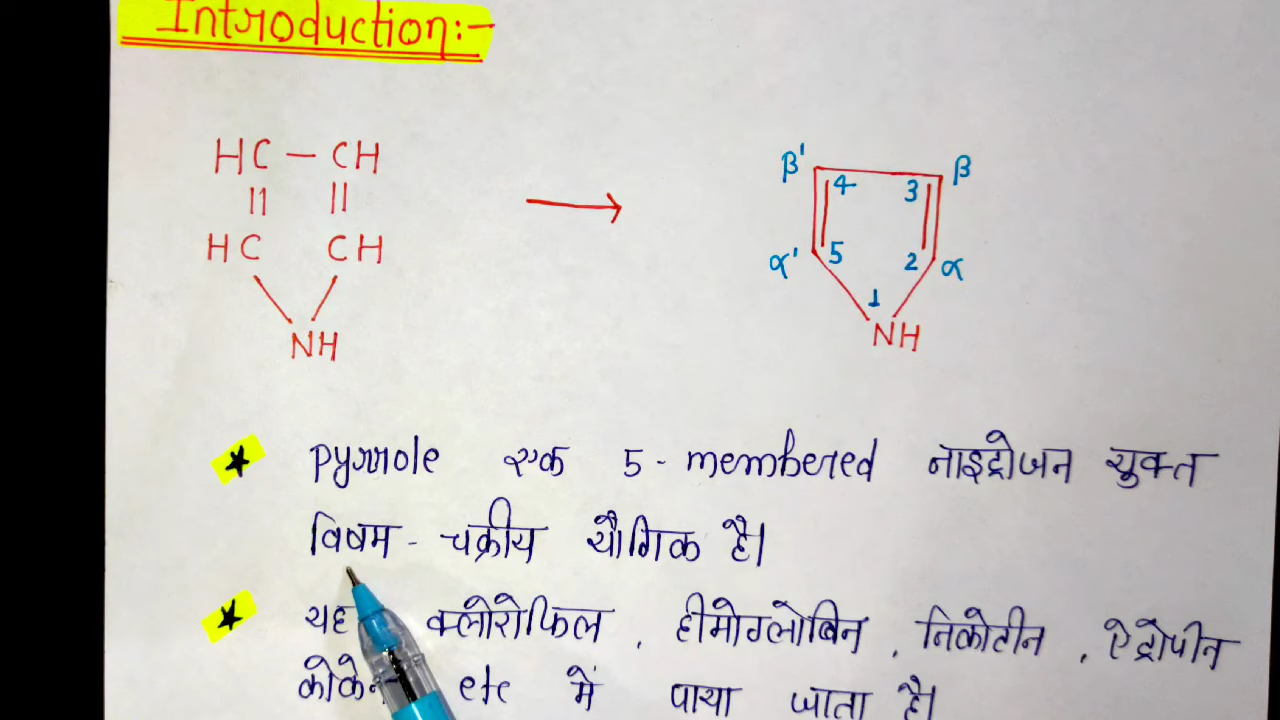 Introduction:-
HC - CH
|| ||
HC CH
NH
→
β' β
4 3
α' 5 2 α
1
NH
★ Pyrrole एक 5-membered नाइट्रोजन युक्त
विषम - चक्रीय यौगिक है।
★ यह क्लोरोफिल, हीमोग्लोबिन, निकोटीन, ऐट्रोपीन
etc में पाया जाता है।